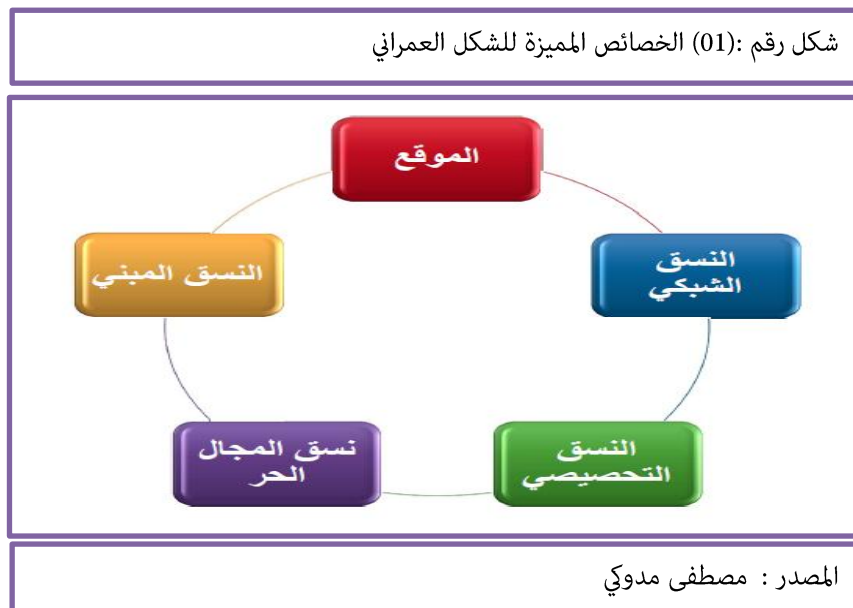 شكل رقم :(01) الخصائص المميزة للشكل العمراني
الموقع
النسق
الشبكي
النسق المبني
النسق
التحصيصي
نسق المجال
الحر
المصدر : مصطفى مدوكي